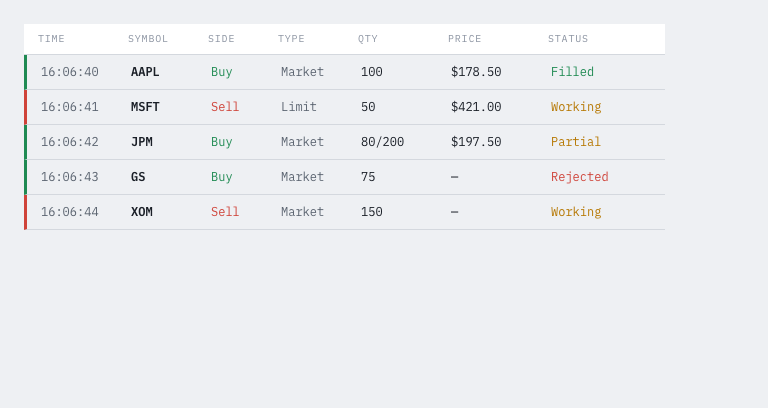 TIME SYMBOL SIDE TYPE QTY PRICE STATUS
16:06:40 AAPL Buy Market 100 $178.50 Filled
16:06:41 MSFT Sell Limit 50 $421.00 Working
16:06:42 JPM Buy Market 80/200 $197.50 Partial
16:06:43 GS Buy Market 75 — Rejected
16:06:44 XOM Sell Market 150 — Working